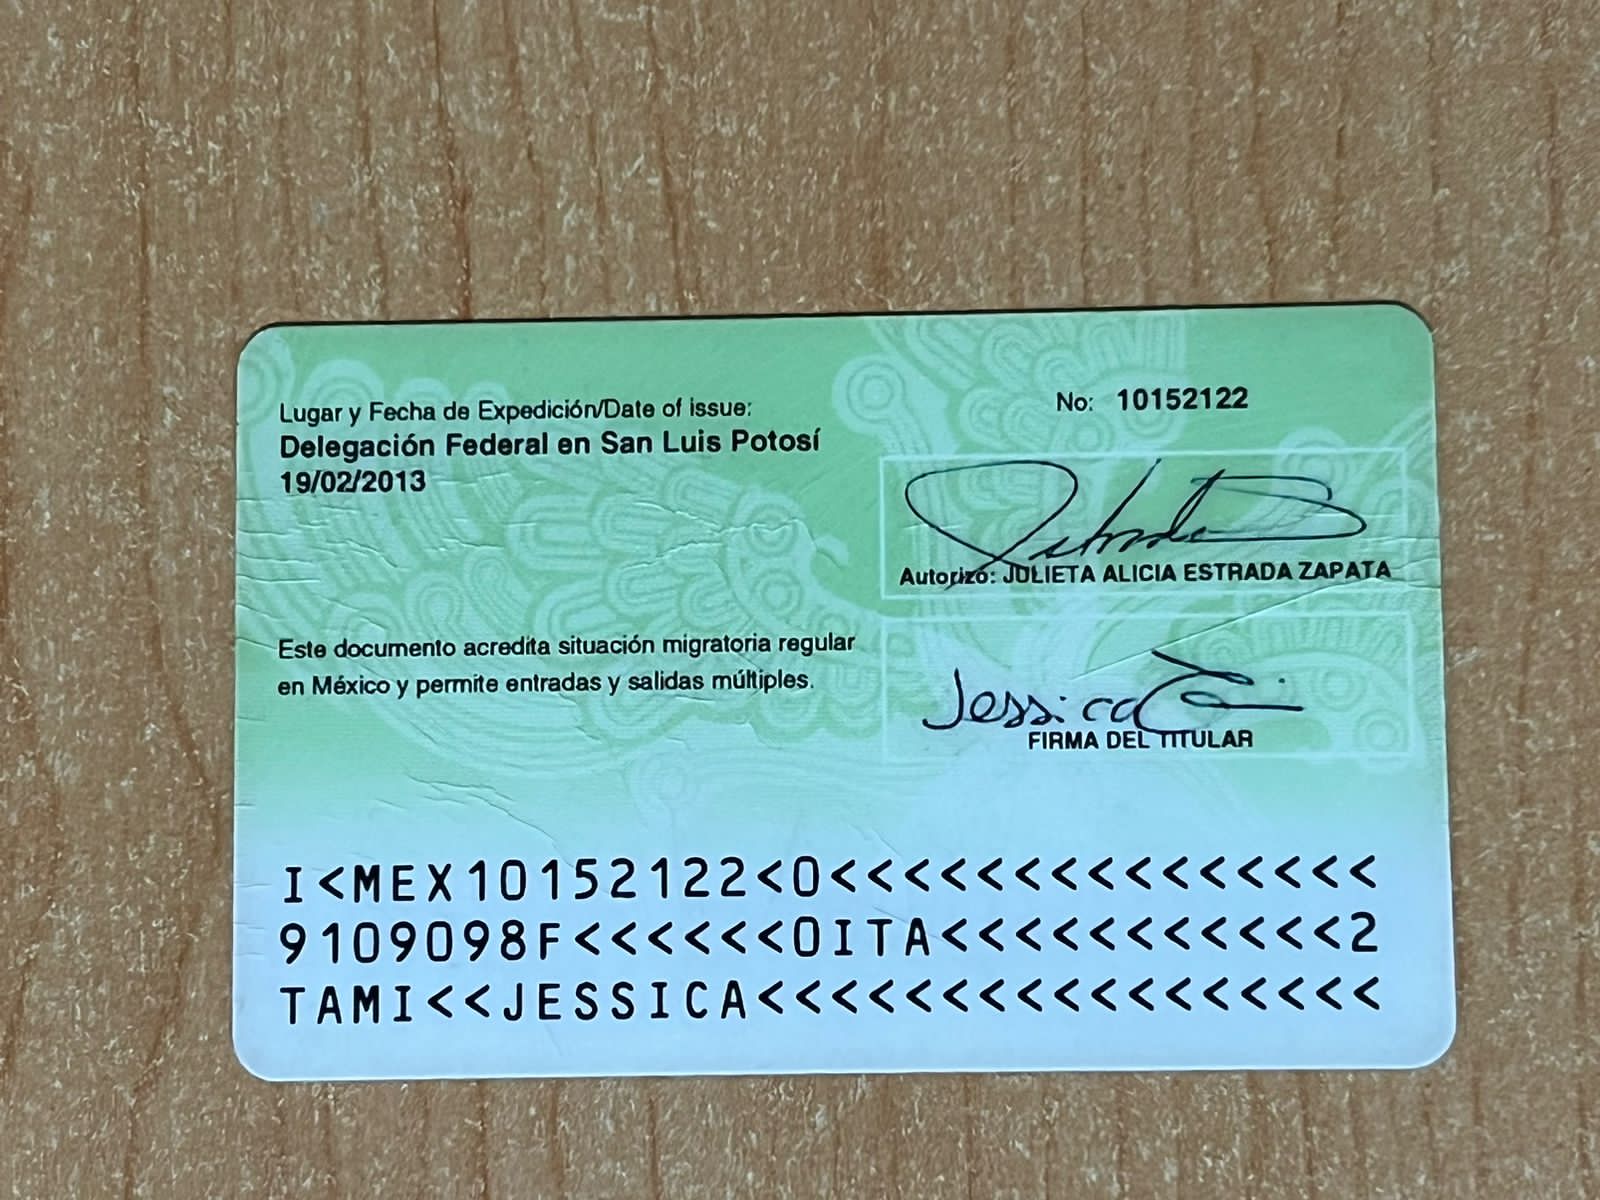 Lugar y Fecha de Expedición/Date of issue:
Delegación Federal en San Luis Potosí
19/02/2013
No: 10152122
Autorizó: JULIETA ALICIA ESTRADA ZAPATA
Este documento acredita situación migratoria regular
en México y permite entradas y salidas múltiples.
Jessica
FIRMA DEL TITULAR
I<MEX10152122<0<<<<<<<<<<<<<<<
9109098F<<<<<<0ITA<<<<<<<<<<<2
TAMI<<JESSICA<<<<<<<<<<<<<<<<<